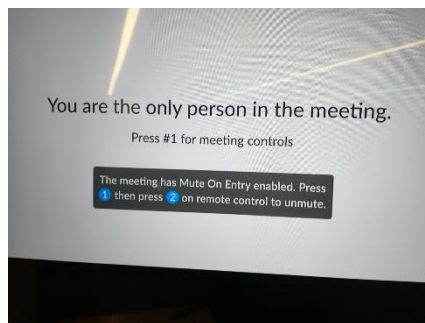 You are the only person in the meeting.
Press #1 for meeting controls
The meeting has Mute On Entry enabled. Press
1 then press 2 on remote control to unmute.